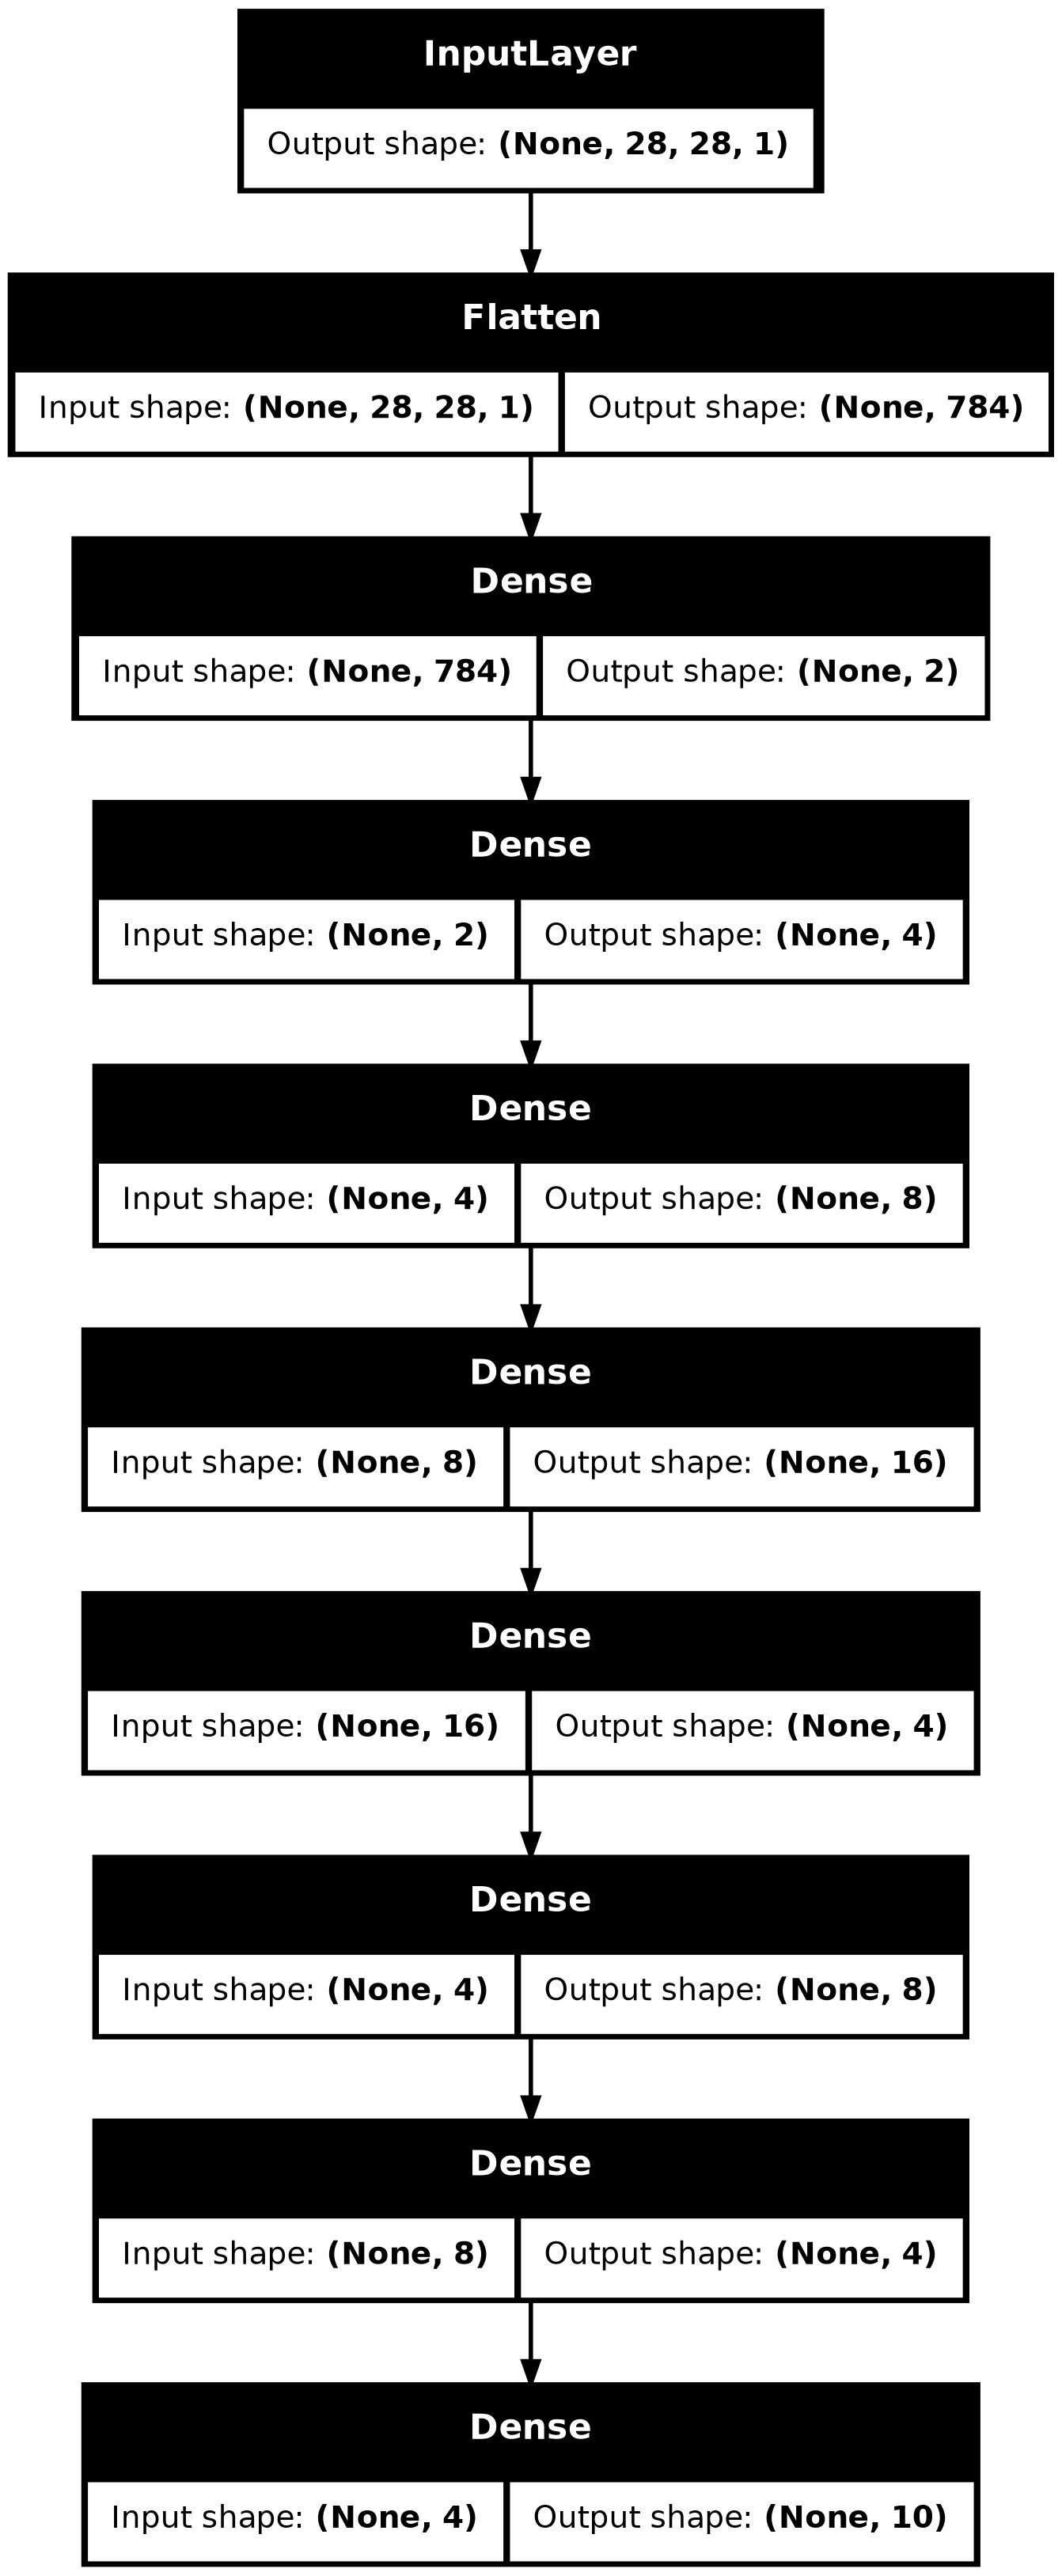 InputLayer
Output shape: (None, 28, 28, 1)
Flatten
Input shape: (None, 28, 28, 1) Output shape: (None, 784)
Dense
Input shape: (None, 784) Output shape: (None, 2)
Dense
Input shape: (None, 2) Output shape: (None, 4)
Dense
Input shape: (None, 4) Output shape: (None, 8)
Dense
Input shape: (None, 8) Output shape: (None, 16)
Dense
Input shape: (None, 16) Output shape: (None, 4)
Dense
Input shape: (None, 4) Output shape: (None, 8)
Dense
Input shape: (None, 8) Output shape: (None, 4)
Dense
Input shape: (None, 4) Output shape: (None, 10)